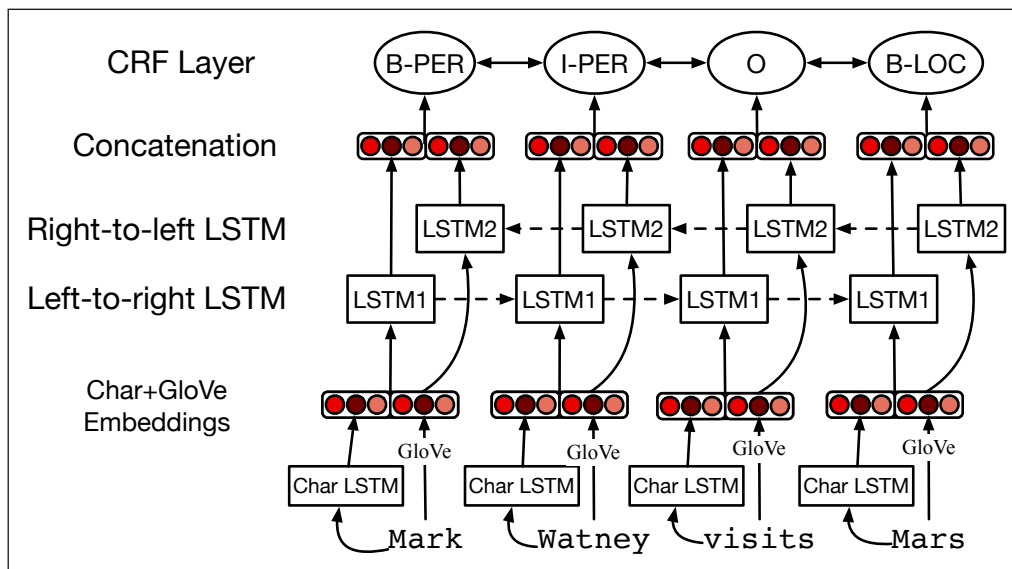 CRF Layer B-PER I-PER O B-LOC
Concatenation
Right-to-left LSTM LSTM2 LSTM2 LSTM2 LSTM2
Left-to-right LSTM LSTM1 LSTM1 LSTM1 LSTM1
Char+GloVe
Embeddings
GloVe GloVe GloVe GloVe
Char LSTM Char LSTM Char LSTM Char LSTM
Mark Watney visits Mars